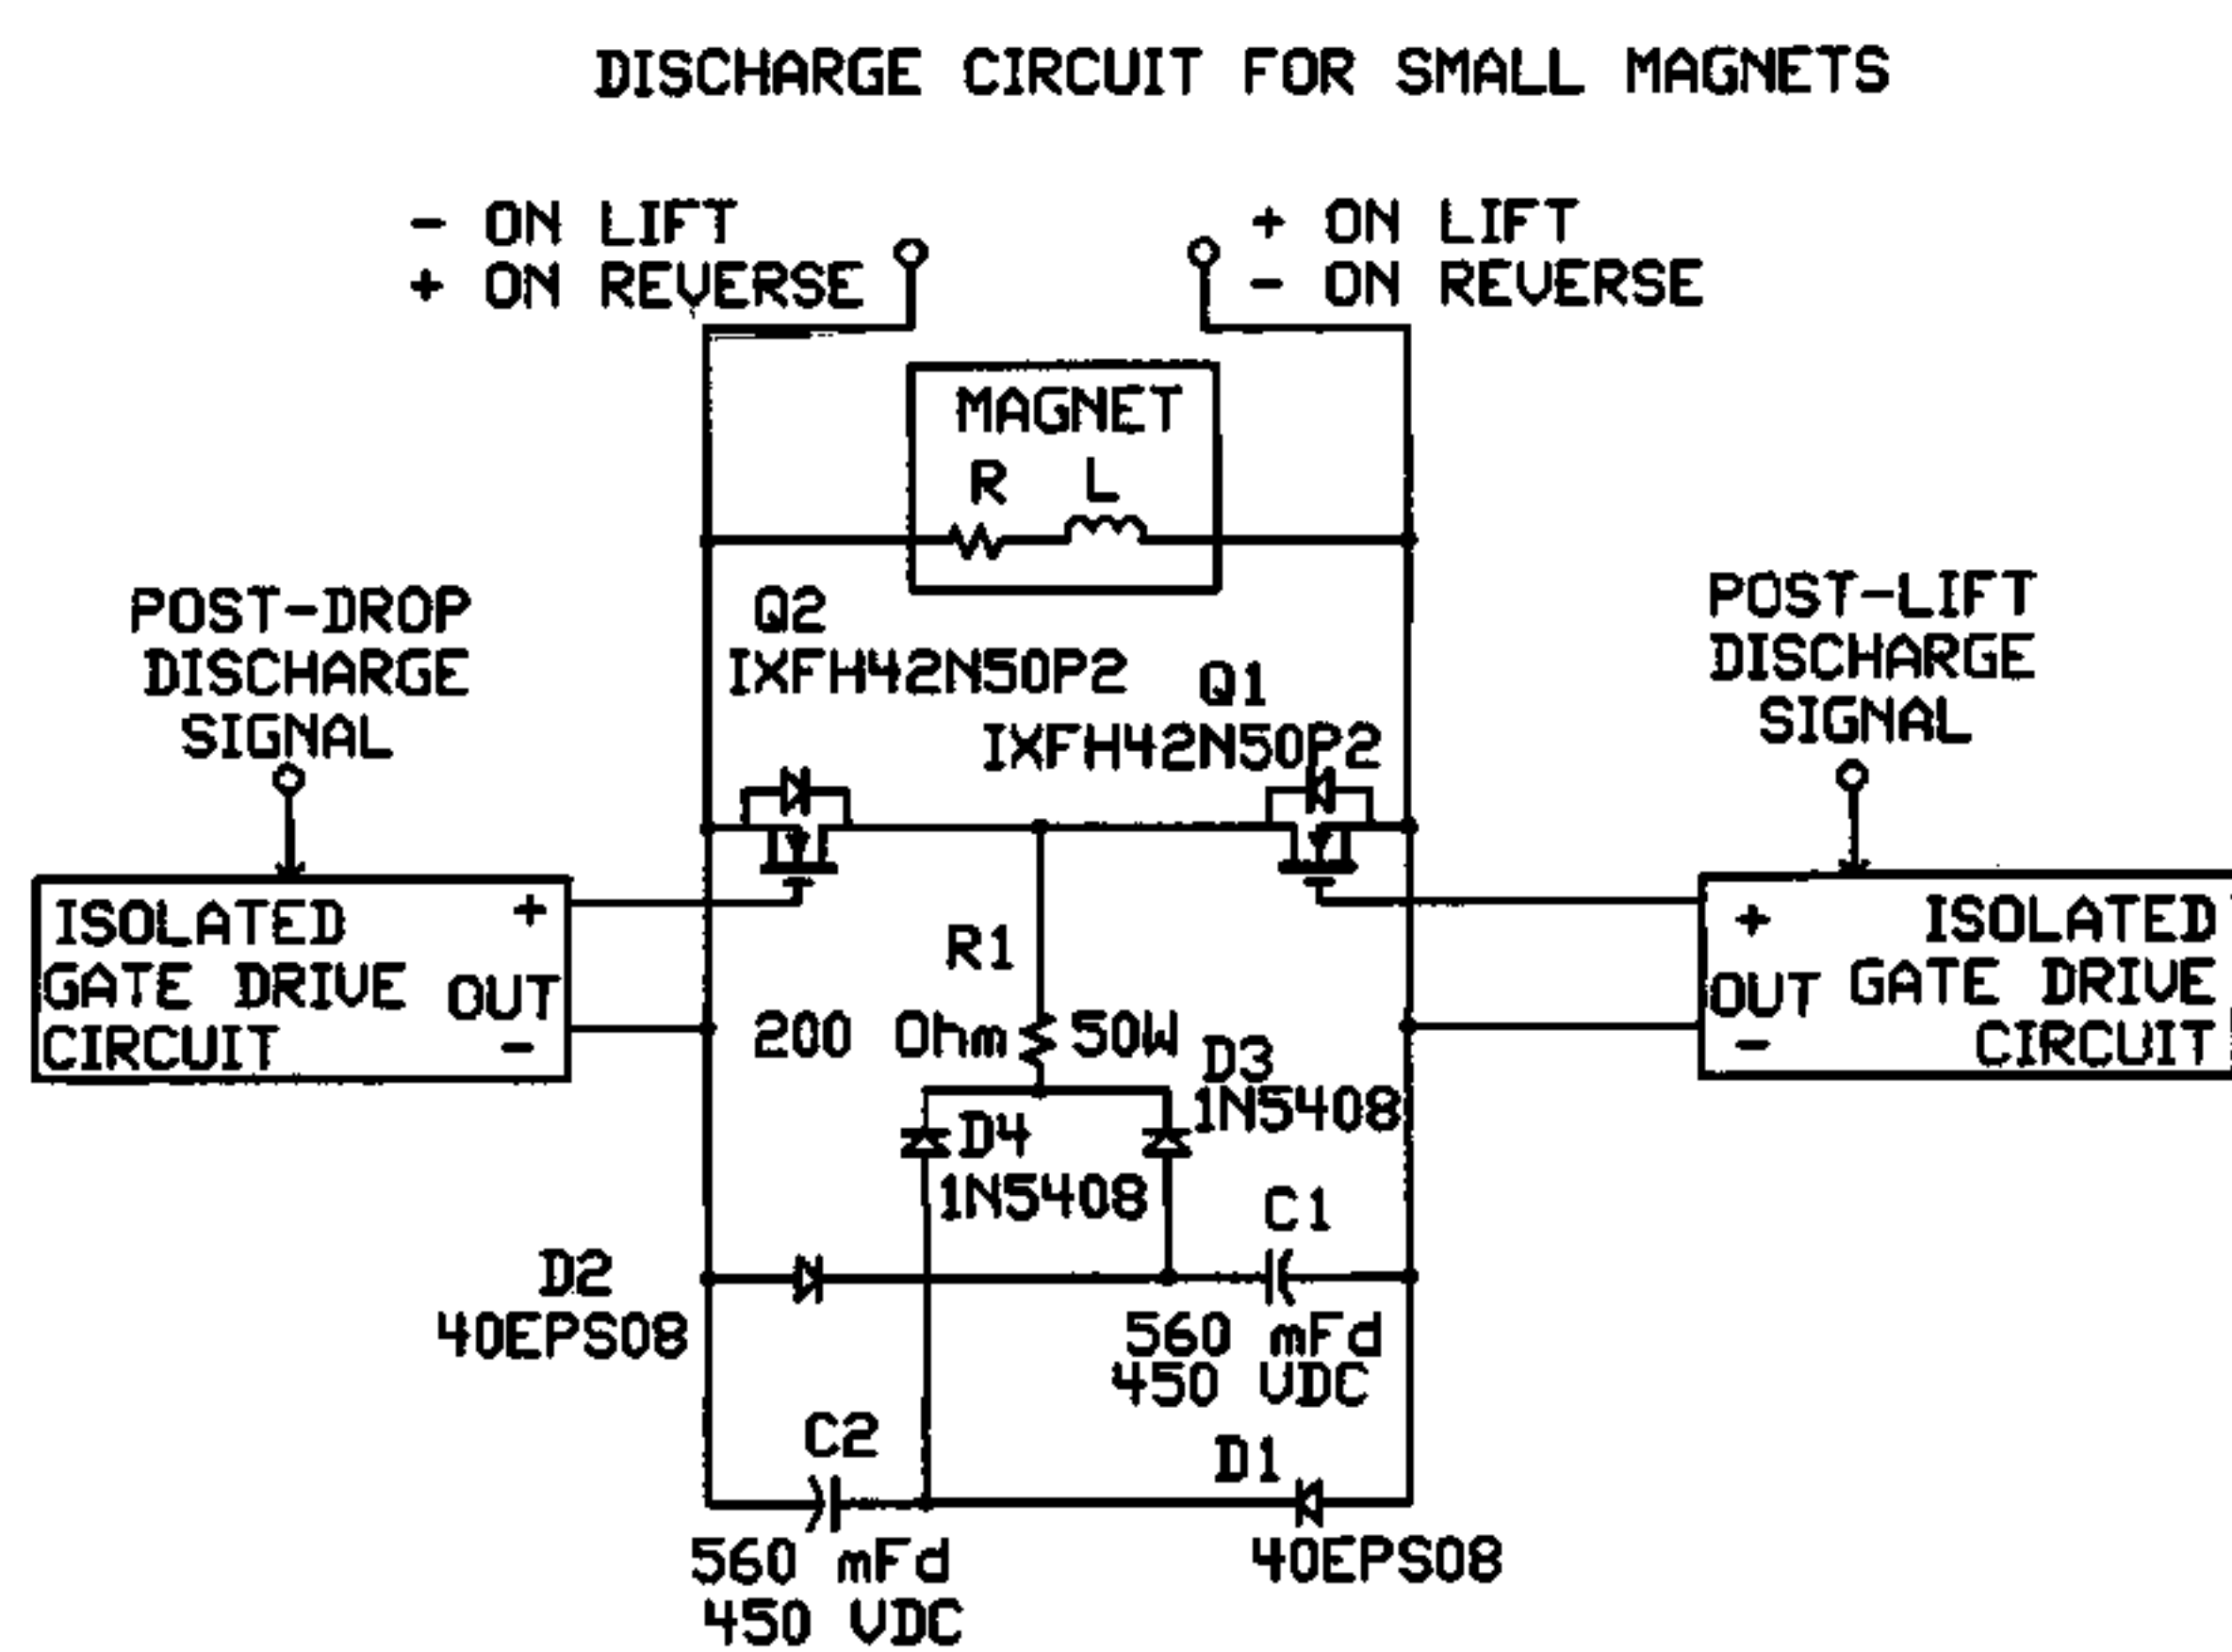 DISCHARGE CIRCUIT FOR SMALL MAGNETS
- ON LIFT
+ ON REVERSE
+ ON LIFT
- ON REVERSE
MAGNET
R L
POST-DROP
DISCHARGE
SIGNAL
Q2
IXFH42N50P2
Q1
IXFH42N50P2
POST-LIFT
DISCHARGE
SIGNAL
ISOLATED
GATE DRIVE
CIRCUIT
+
OUT
-
R1
200 Ohm 50W
+
OUT
-
ISOLATED
GATE DRIVE
CIRCUIT
D3
1N5408
D4
1N5408
C1
560 mFd
450 VDC
D2
40EPS08
C2
560 mFd
450 VDC
D1
40EPS08